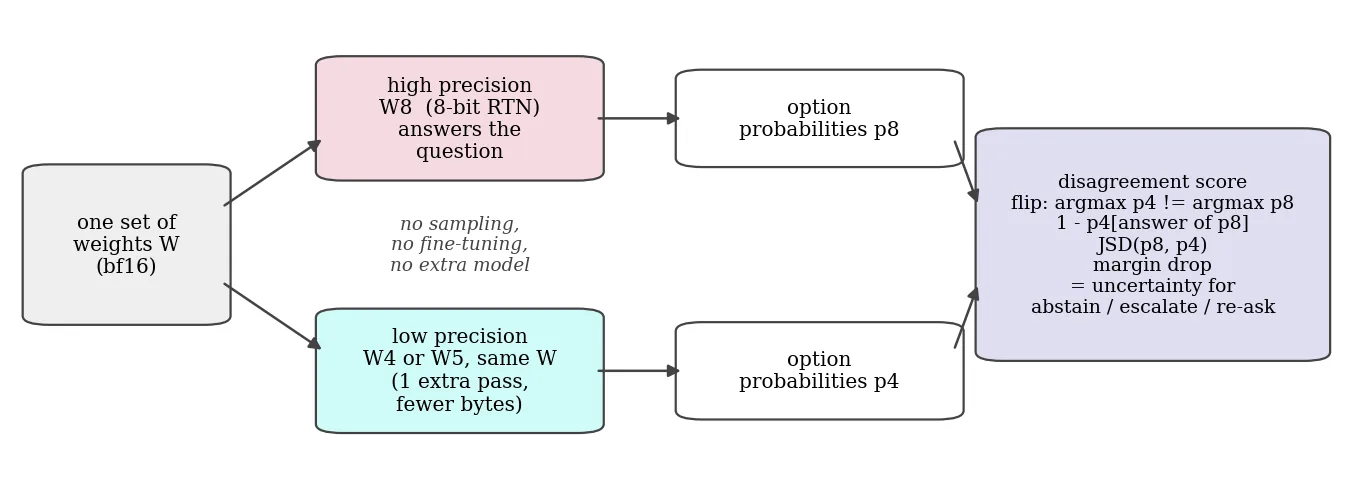 one set of
weights W
(bf16)
high precision
W8  (8-bit RTN)
answers the
question
no sampling,
no fine-tuning,
no extra model
low precision
W4 or W5, same W
(1 extra pass,
fewer bytes)
option
probabilities p8
option
probabilities p4
disagreement score
flip: argmax p4 != argmax p8
1 - p4[answer of p8]
JSD(p8, p4)
margin drop
= uncertainty for
abstain / escalate / re-ask